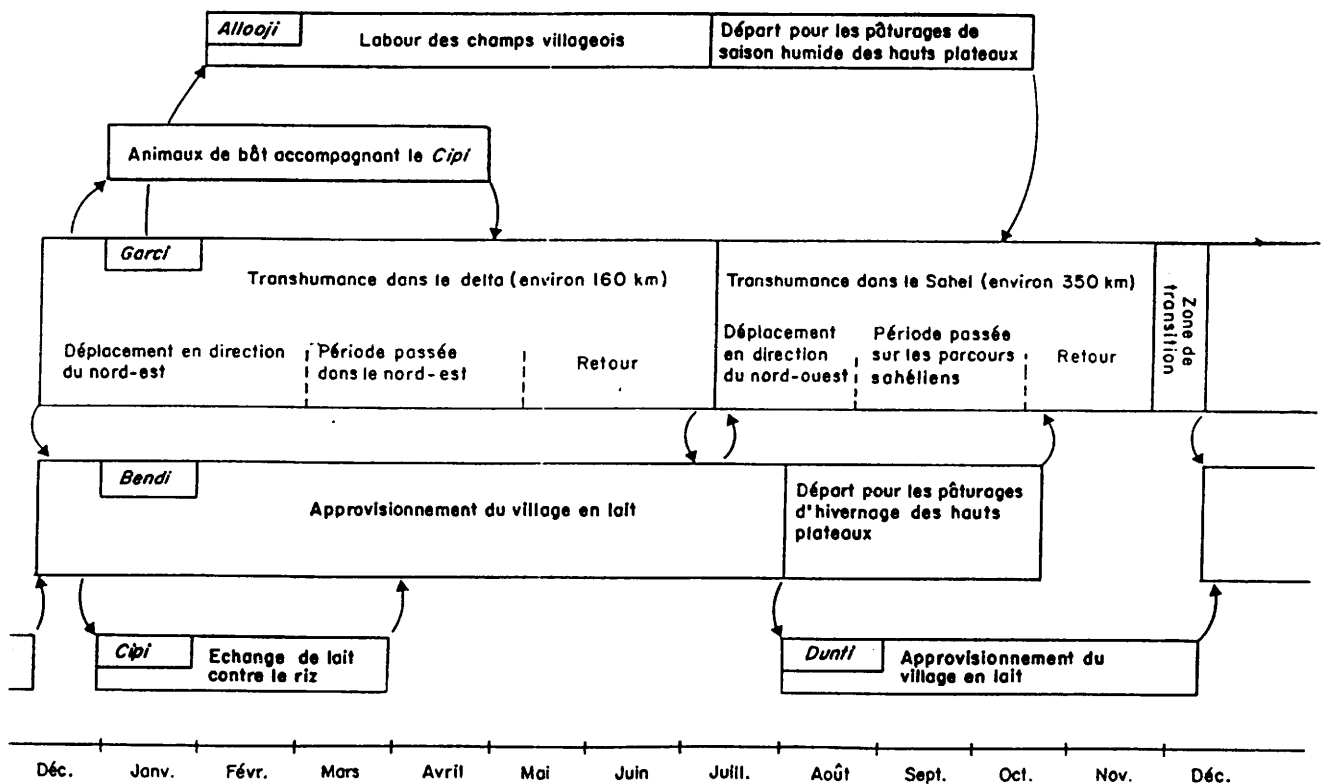 Allooji
Labour des champs villageois
Départ pour les pâturages de
saison humide des hauts plateaux
Animaux de bât accompagnant le Cipi
Garci
Transhumance dans le delta (environ 160 km)
Transhumance dans le Sahel (environ 350 km)
Zone de
transition
Déplacement en direction
du nord-est
Période passée
dans le nord-est
Retour
Déplacement
en direction
du nord-ouest
Période passée
sur les parcours
sahéliens
Retour
Bendi
Approvisionnement du village en lait
Départ pour les pâturages
d'hivernage des hauts
plateaux
Cipi
Echange de lait
contre le riz
Dunti
Approvisionnement du
village en lait
Déc. Janv. Févr. Mars Avril Mai Juin Juill. Août Sept. Oct. Nov. Déc.